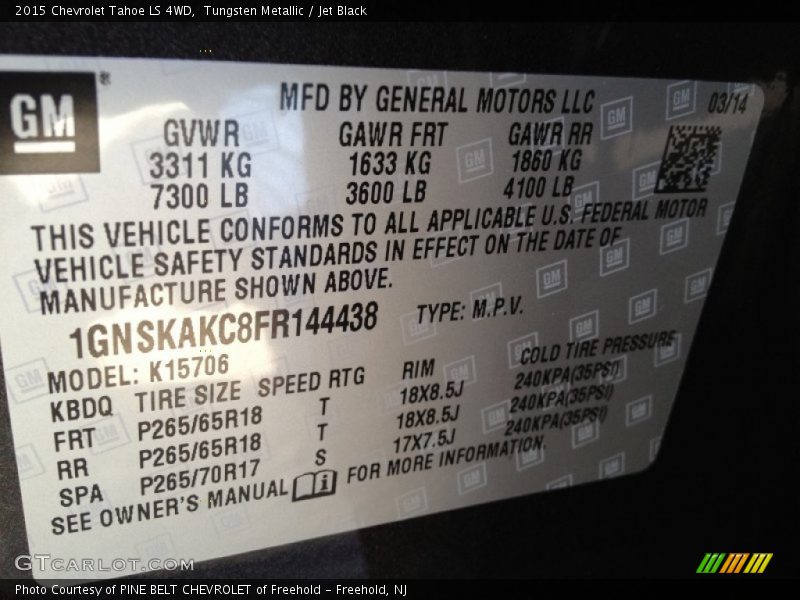 2015 Chevrolet Tahoe LS 4WD, Tungsten Metallic / Jet Black
GM ®
MFD BY GENERAL MOTORS LLC 03/14
GVWR GAWR FRT GAWR RR
3311 KG 1633 KG 1860 KG
7300 LB 3600 LB 4100 LB
THIS VEHICLE CONFORMS TO ALL APPLICABLE U.S. FEDERAL MOTOR
VEHICLE SAFETY STANDARDS IN EFFECT ON THE DATE OF
MANUFACTURE SHOWN ABOVE.
1GNSKAKC8FR144438 TYPE: M.P.V.
MODEL: K15706
KBDQ TIRE SIZE SPEED RTG RIM COLD TIRE PRESSURE
FRT P265/65R18 T 18X8.5J 240KPA(35PSI)
RR P265/65R18 T 18X8.5J 240KPA(35PSI)
SPA P265/70R17 S 17X7.5J 240KPA(35PSI)
SEE OWNER'S MANUAL FOR MORE INFORMATION.
GTCARLOT.COM
Photo Courtesy of PINE BELT CHEVROLET of Freehold - Freehold, NJ